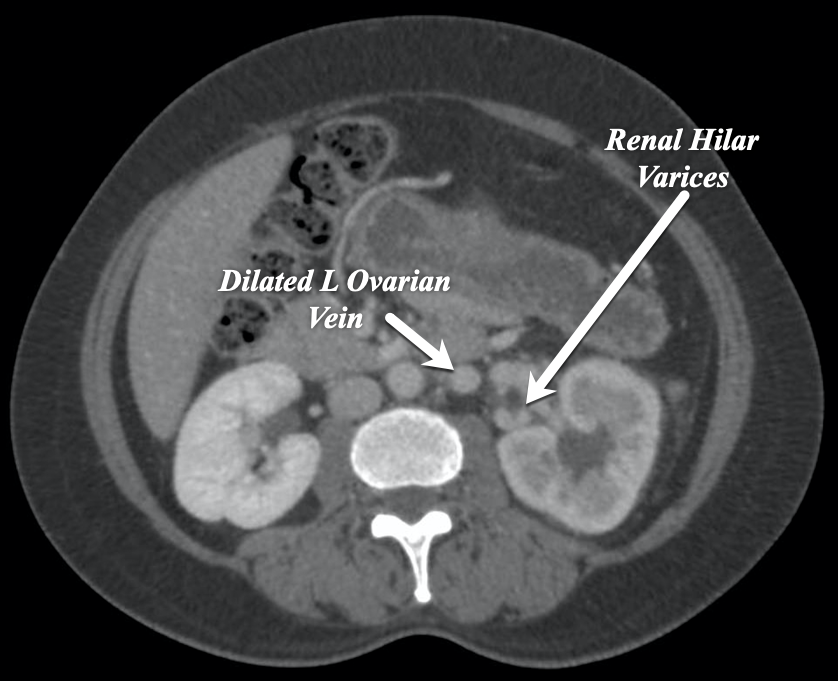 Renal Hilar
Varices
Dilated L Ovarian
Vein